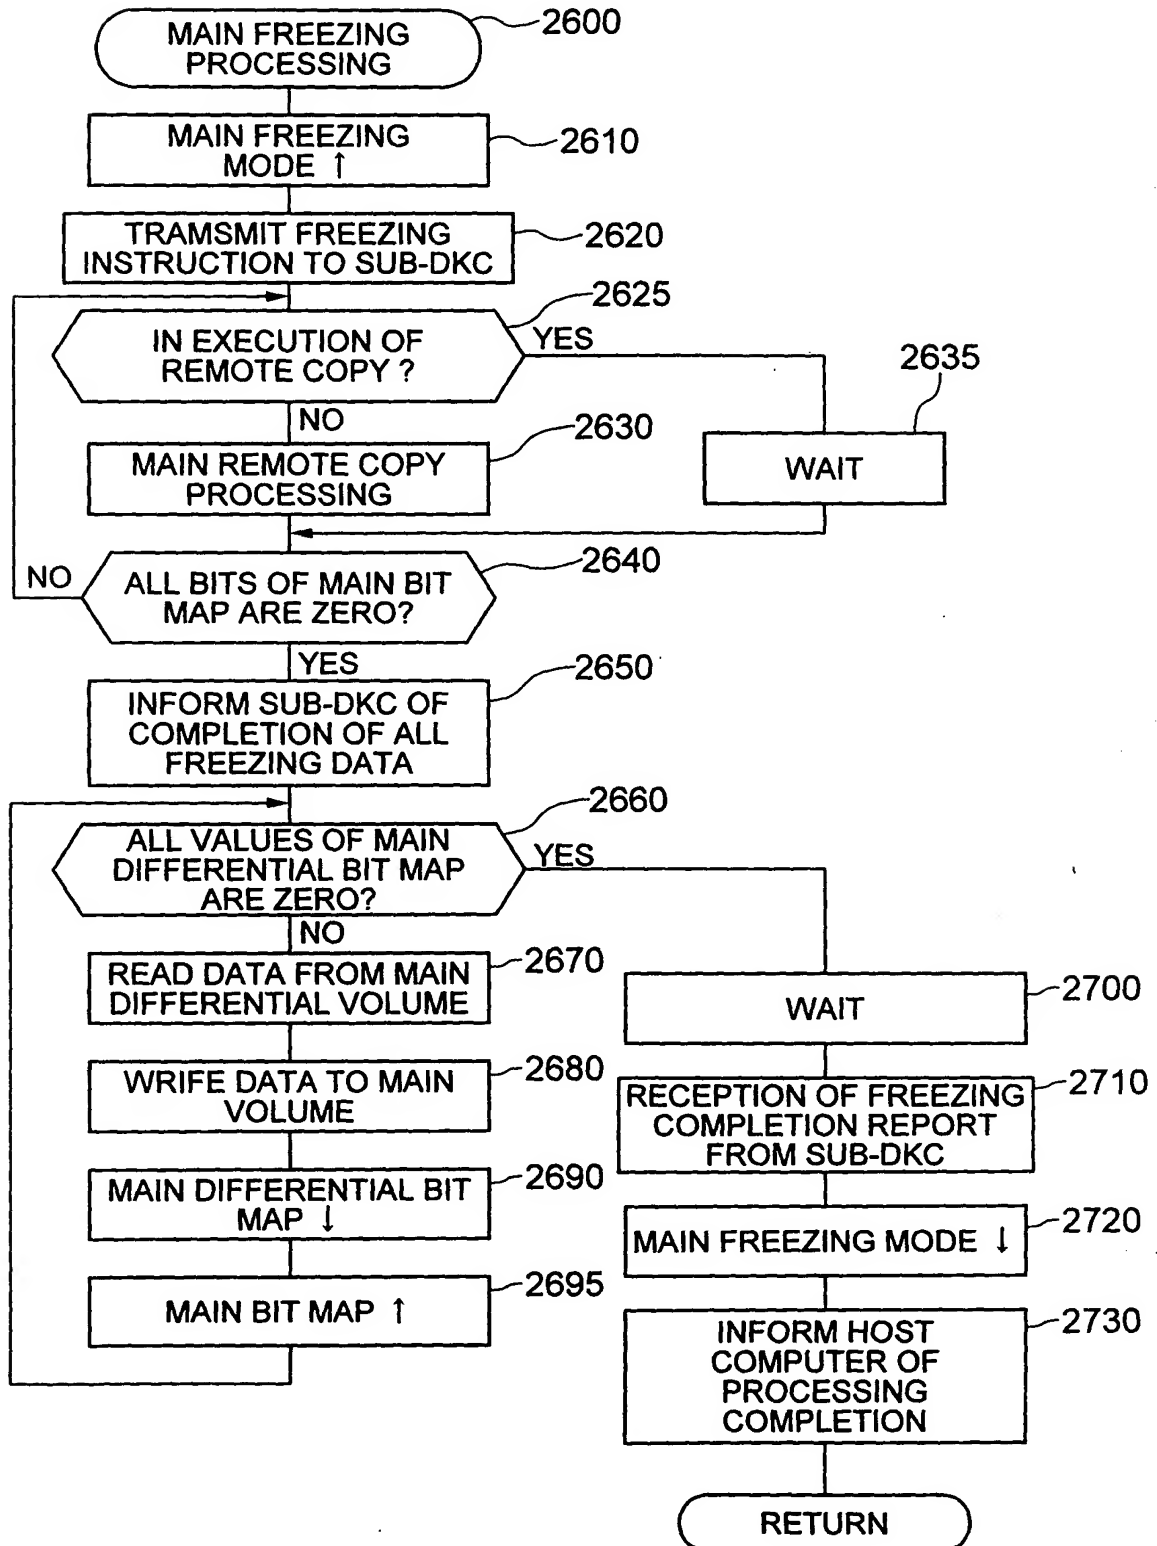 MAIN FREEZING
PROCESSING
2600
MAIN FREEZING
MODE ↑
2610
TRAMSMIT FREEZING
INSTRUCTION TO SUB-DKC
2620
IN EXECUTION OF
REMOTE COPY ?
2625
YES
2635
WAIT
NO
MAIN REMOTE COPY
PROCESSING
2630
ALL BITS OF MAIN BIT
MAP ARE ZERO?
2640
NO
YES
INFORM SUB-DKC OF
COMPLETION OF ALL
FREEZING DATA
2650
ALL VALUES OF MAIN
DIFFERENTIAL BIT MAP
ARE ZERO?
2660
YES
NO
READ DATA FROM MAIN
DIFFERENTIAL VOLUME
2670
WRIFE DATA TO MAIN
VOLUME
2680
MAIN DIFFERENTIAL BIT
MAP ↓
2690
MAIN BIT MAP ↑
2695
WAIT
2700
RECEPTION OF FREEZING
COMPLETION REPORT
FROM SUB-DKC
2710
MAIN FREEZING MODE ↓
2720
INFORM HOST
COMPUTER OF
PROCESSING
COMPLETION
2730
RETURN